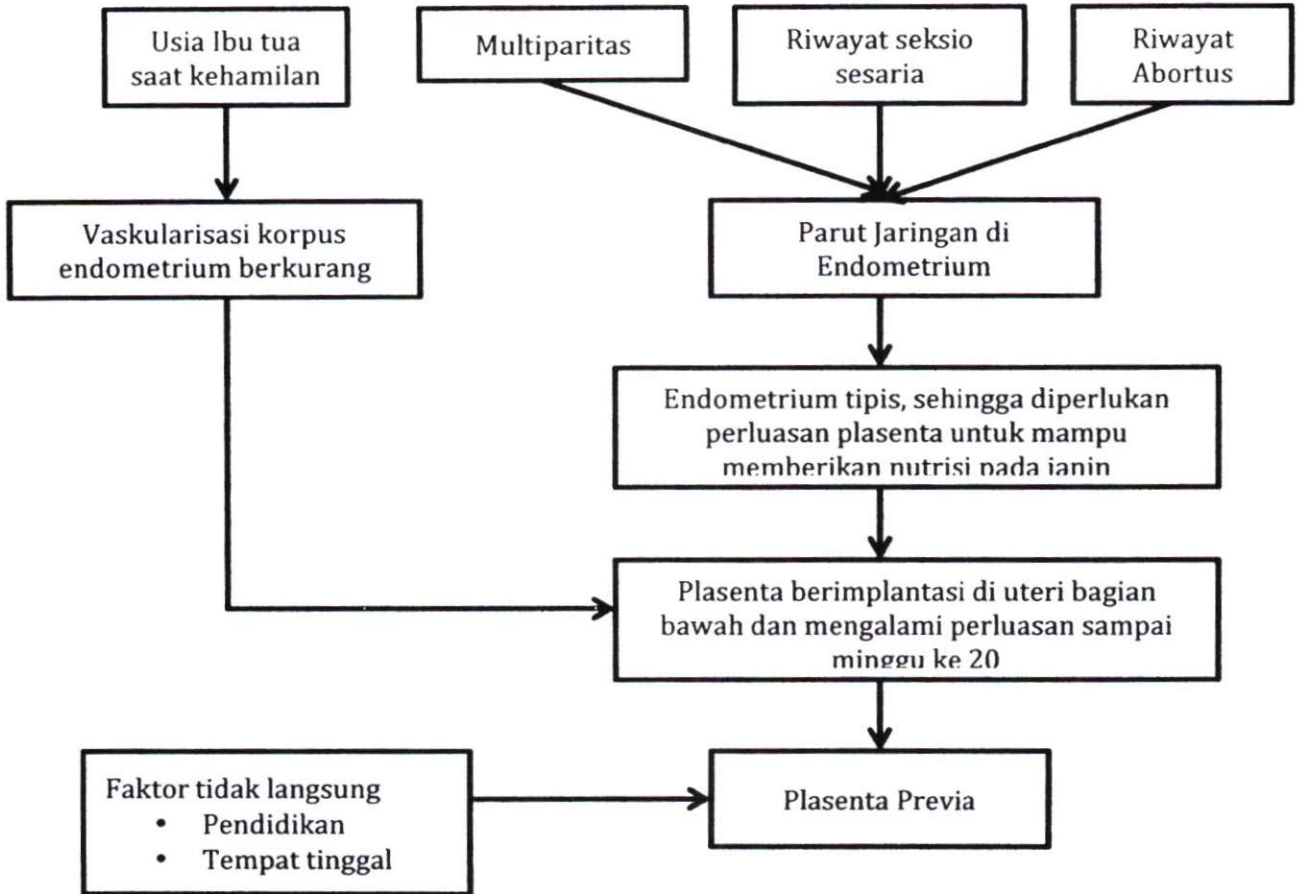 Usia Ibu tua
saat kehamilan
Multiparitas
Riwayat seksio
sesaria
Riwayat
Abortus
Vaskularisasi korpus
endometrium berkurang
Parut Jaringan di
Endometrium
Endometrium tipis, sehingga diperlukan
perluasan plasenta untuk mampu
memberikan nutrisi pada janin
Plasenta berimplantasi di uteri bagian
bawah dan mengalami perluasan sampai
minggu ke 20
Faktor tidak langsung
• Pendidikan
• Tempat tinggal
Plasenta Previa